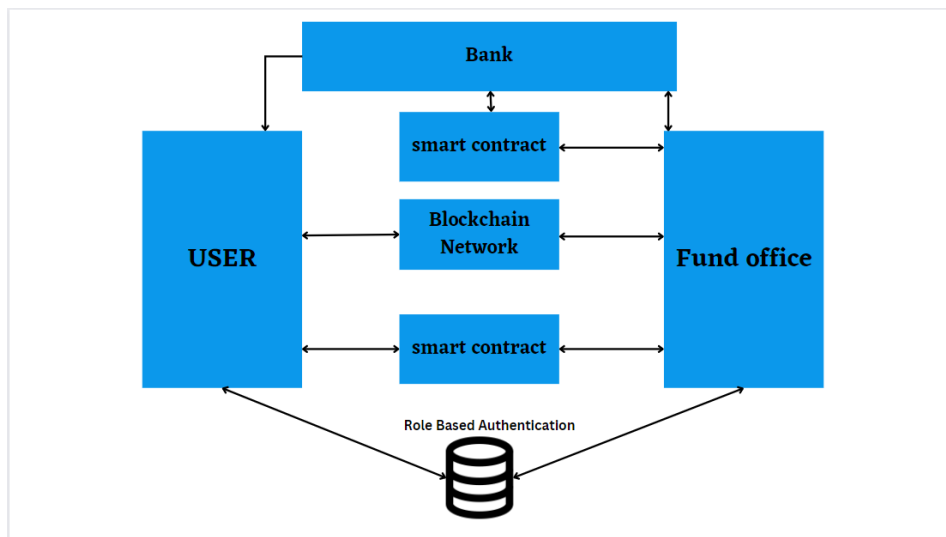 Bank
smart contract
Blockchain
Network
USER
Fund office
smart contract
Role Based Authentication